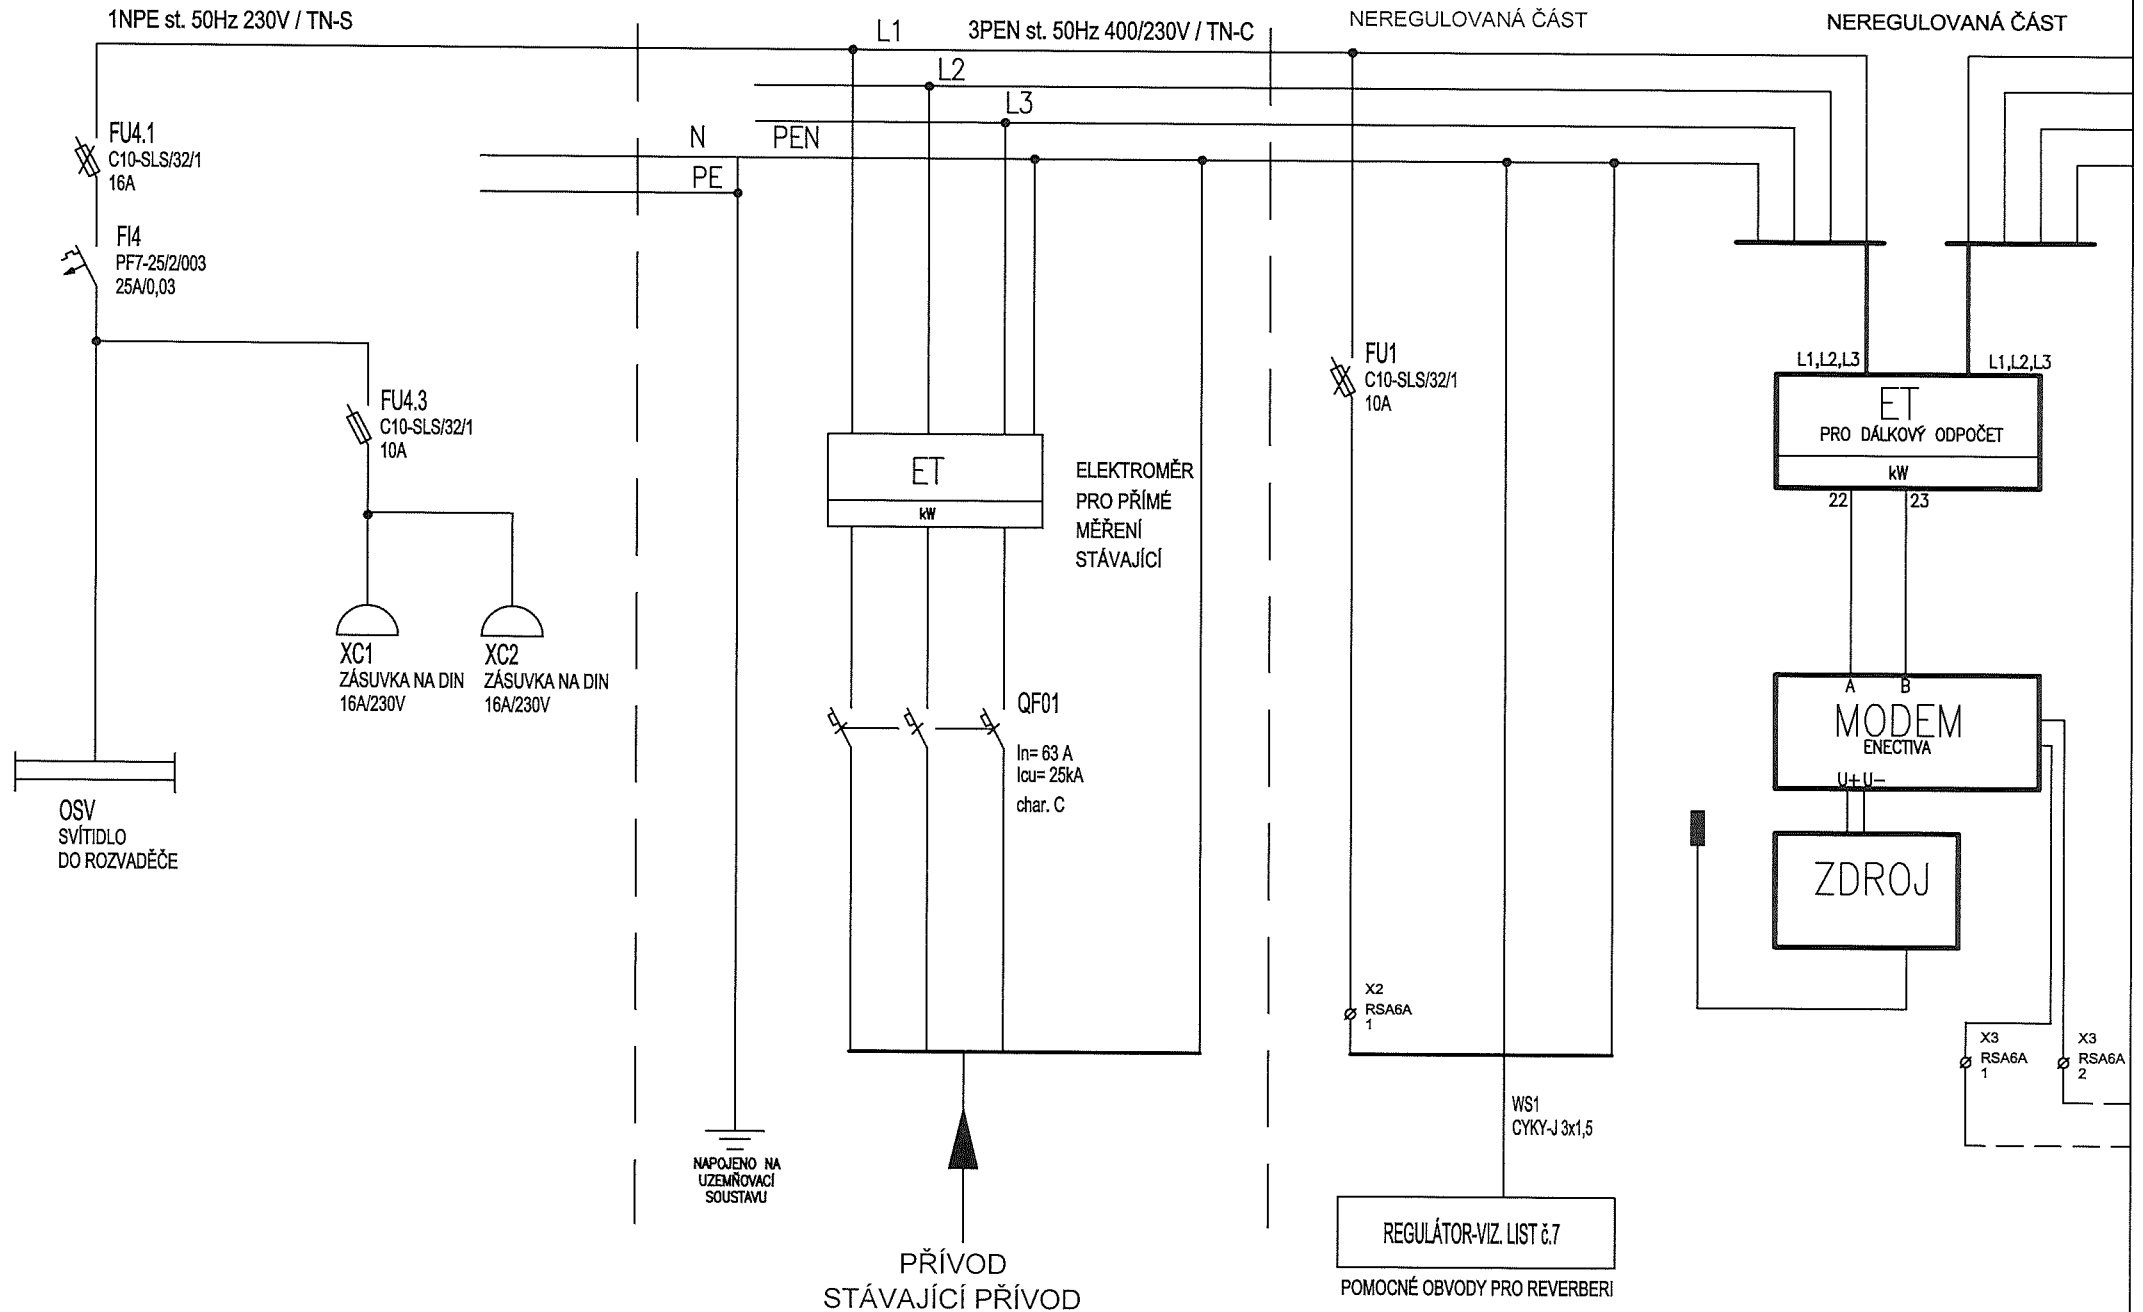 1NPE st. 50Hz 230V / TN-S
L1
3PEN st. 50Hz 400/230V / TN-C
NEREGULOVANÁ ČÁST
NEREGULOVANÁ ČÁST
L2
L3
N
PEN
PE
FU4.1
C10-SLS/32/1
16A
FI4
PF7-25/2/003
25A/0,03
FU4.3
C10-SLS/32/1
10A
XC1
ZÁSUVKA NA DIN
16A/230V
XC2
ZÁSUVKA NA DIN
16A/230V
OSV
SVÍTIDLO
DO ROZVADĚČE
NAPOJENO NA
UZEMŇOVACÍ
SOUSTAVU
ET
kW
ELEKTROMĚR
PRO PŘÍMÉ
MĚŘENÍ
STÁVAJÍCÍ
QF01
In= 63 A
Icu= 25kA
char. C
PŘÍVOD
STÁVAJÍCÍ PŘÍVOD
FU1
C10-SLS/32/1
10A
X2
RSA6A
1
WS1
CYKY-J 3x1,5
REGULÁTOR-VIZ. LIST č.7
POMOCNÉ OBVODY PRO REVERBERI
L1,L2,L3
L1,L2,L3
ET
PRO DÁLKOVÝ ODPOČET
kW
22
23
A
B
MODEM
ENECTIVA
U+U-
ZDROJ
X3
RSA6A
1
X3
RSA6A
2